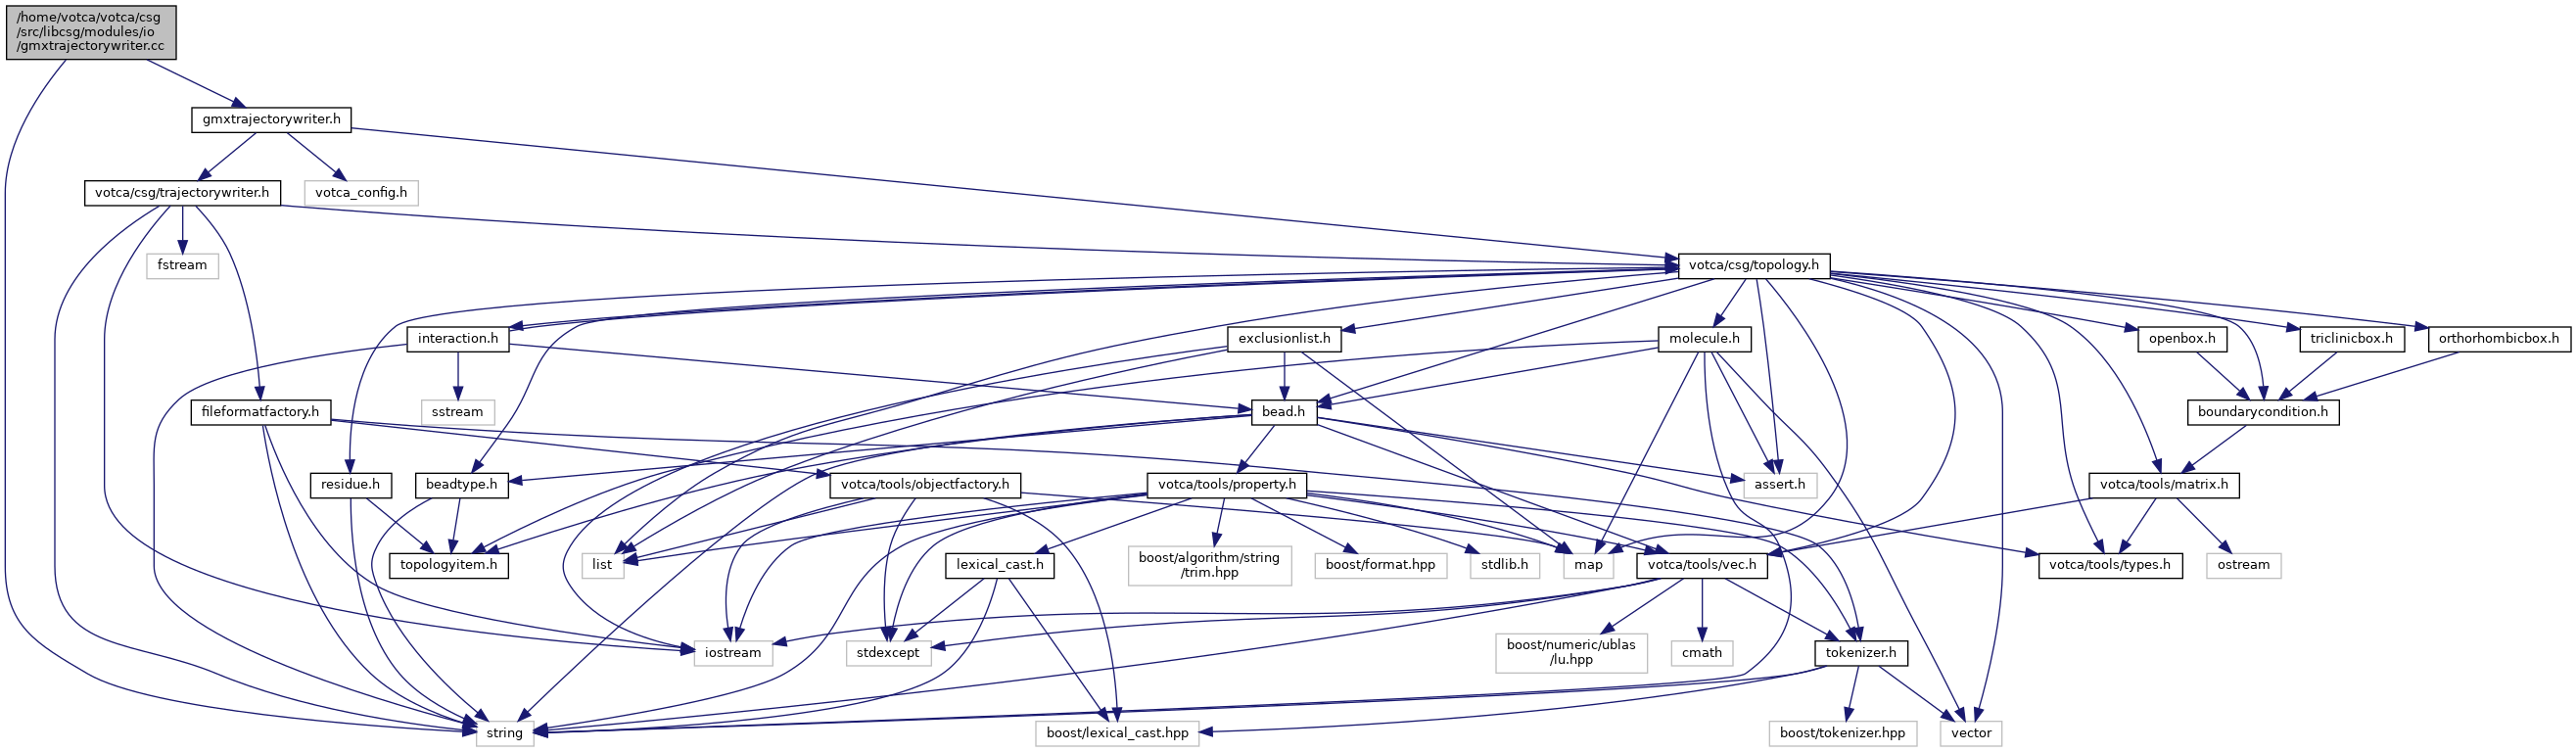 /home/votca/votca/csg
/src/libcsg/modules/io
/gmxtrajectorywriter.cc
gmxtrajectorywriter.h
votca/csg/trajectorywriter.h
votca_config.h
fstream
votca/csg/topology.h
interaction.h
exclusionlist.h
molecule.h
openbox.h
triclinicbox.h
orthorhombicbox.h
fileformatfactory.h
sstream
bead.h
boundarycondition.h
residue.h
beadtype.h
votca/tools/objectfactory.h
votca/tools/property.h
assert.h
votca/tools/matrix.h
topologyitem.h
list
lexical_cast.h
boost/algorithm/string
/trim.hpp
boost/format.hpp
stdlib.h
map
votca/tools/vec.h
votca/tools/types.h
ostream
iostream
stdexcept
boost/numeric/ublas
/lu.hpp
cmath
tokenizer.h
string
boost/lexical_cast.hpp
boost/tokenizer.hpp
vector